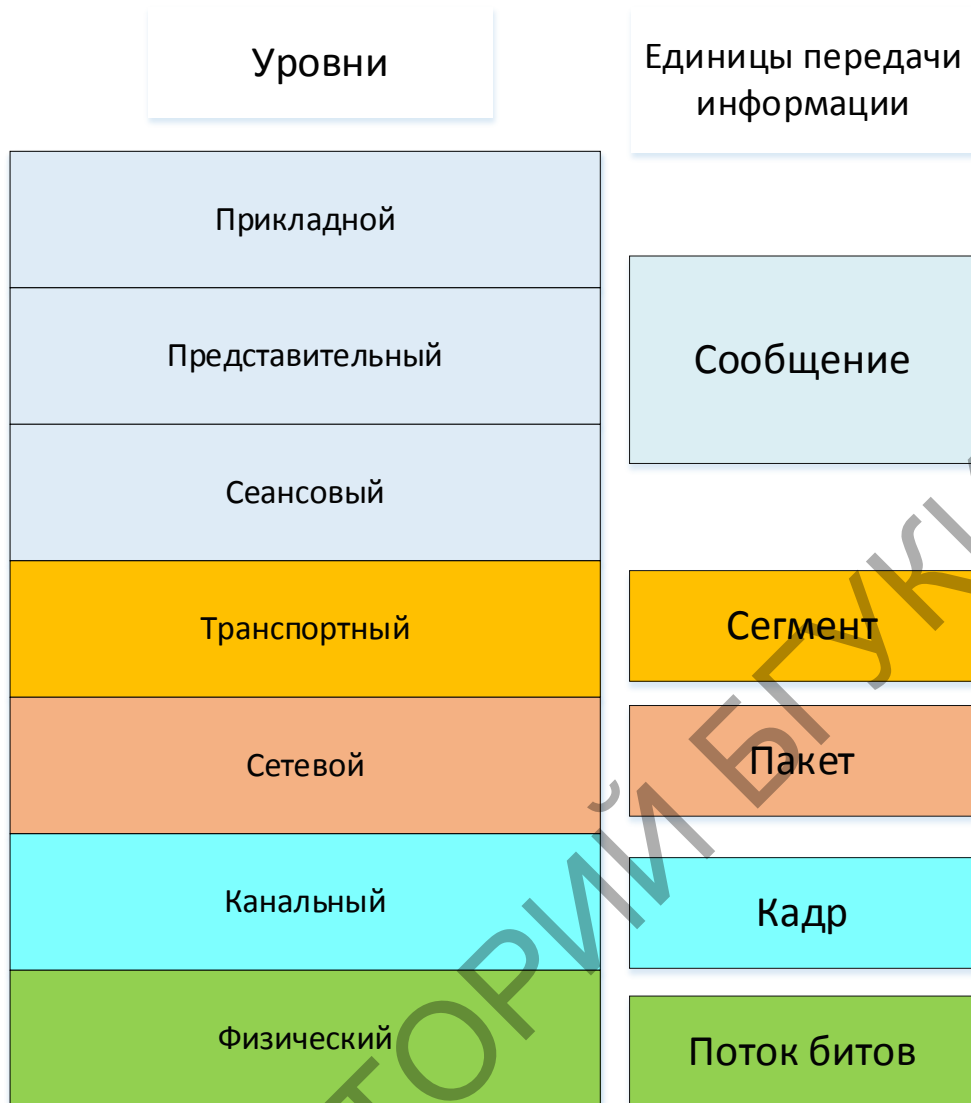 Уровни
Единицы передачи
информации
Прикладной
Представительный
Сообщение
Сеансовый
Транспортный
Сегмент
Сетевой
Пакет
Канальный
Кадр
Физический
Поток битов